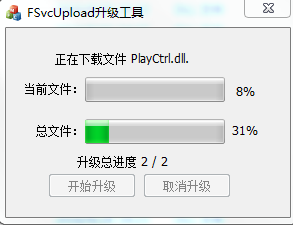 FSvcUpload升级工具
正在下载文件 PlayCtrl.dll.
当前文件: 8%
总文件: 31%
升级总进度 2 / 2
开始升级 取消升级